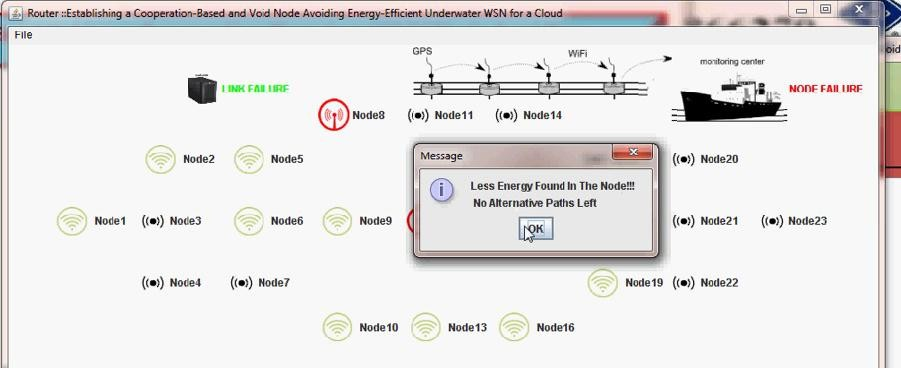 Router ::Establishing a Cooperation-Based and Void Node Avoiding Energy-Efficient Underwater WSN for a Cloud
File
GPS
WiFi
monitoring center
LINK FAILURE
NODE FAILURE
Node8
Node11
Node14
Message
Node2
Node5
Node20
Less Energy Found In The Node!!!
No Alternative Paths Left
OK
Node1
Node3
Node6
Node9
Node21
Node23
Node4
Node7
Node19
Node22
Node10
Node13
Node16